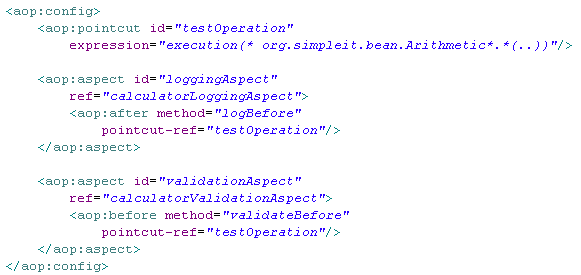 <aop:config>
    <aop:pointcut id="testOperation"
        expression="execution(* org.simpleit.bean.Arithmetic*.*(..))"/>

    <aop:aspect id="loggingAspect"
        ref="calculatorLoggingAspect">
        <aop:after method="logBefore"
            pointcut-ref="testOperation"/>
    </aop:aspect>

    <aop:aspect id="validationAspect"
        ref="calculatorValidationAspect">
        <aop:before method="validateBefore"
            pointcut-ref="testOperation"/>
    </aop:aspect>
</aop:config>